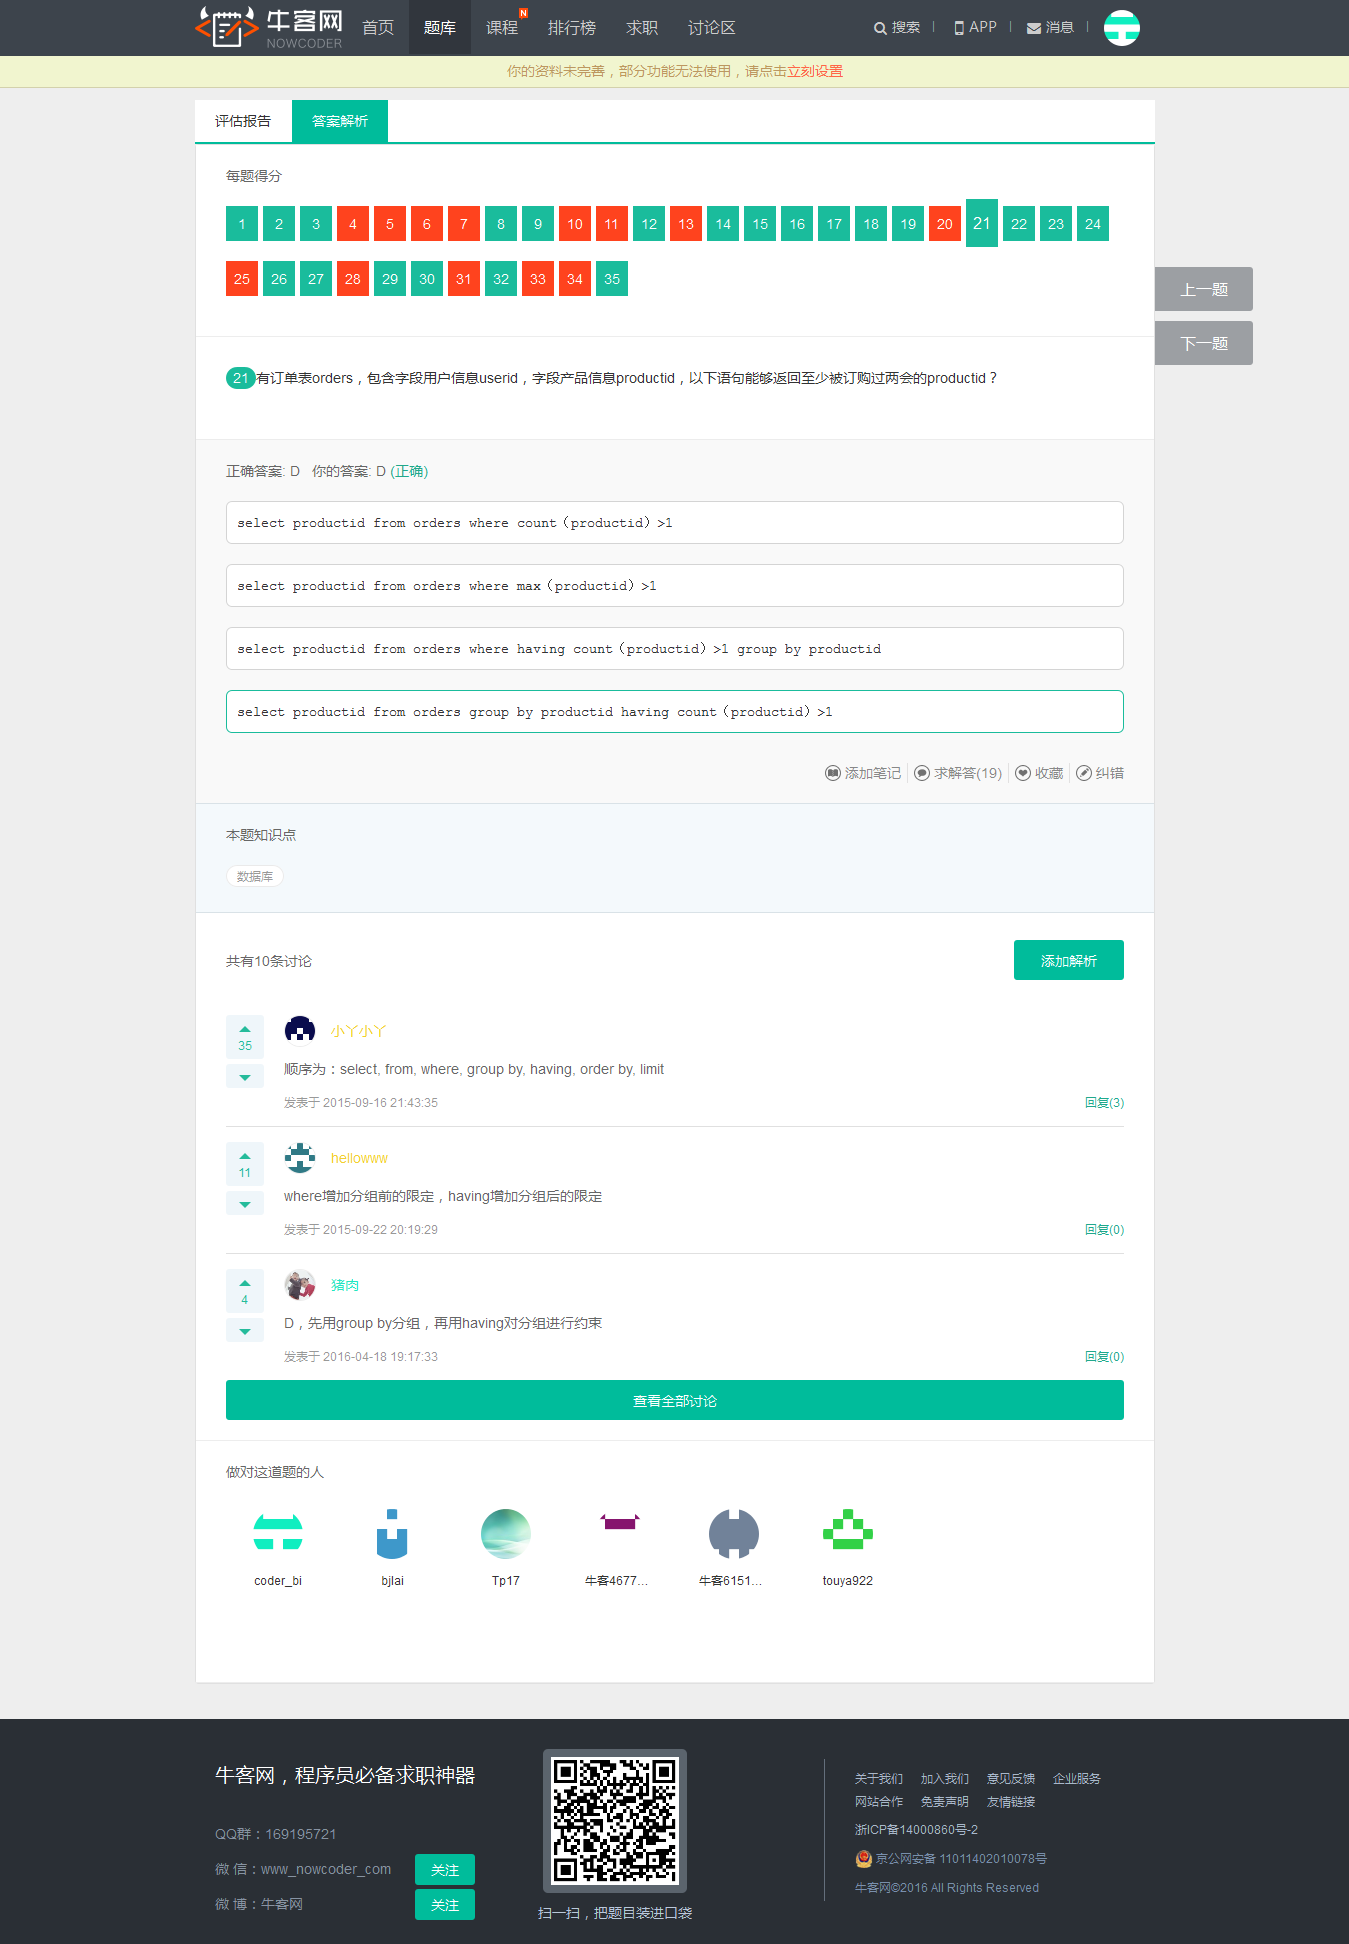 牛客网
NOWCODER
首页 题库 课程 N 排行榜 求职 讨论区 搜索 APP 消息
你的资料未完善，部分功能无法使用，请点击立刻设置
评估报告 答案解析
每题得分
1 2 3 4 5 6 7 8 9 10 11 12 13 14 15 16 17 18 19 20 21 22 23 24
25 26 27 28 29 30 31 32 33 34 35
上一题
下一题
21有订单表orders，包含字段用户信息userid，字段产品信息productid，以下语句能够返回至少被订购过两会的productid？
正确答案: D 你的答案: D (正确)
select productid from orders where count（productid）>1
select productid from orders where max（productid）>1
select productid from orders where having count（productid）>1 group by productid
select productid from orders group by productid having count（productid）>1
添加笔记 求解答(19) 收藏 纠错
本题知识点
数据库
共有10条讨论 添加解析
小丫小丫
35
顺序为：select, from, where, group by, having, order by, limit
发表于 2015-09-16 21:43:35 回复(3)
hellowww
11
where增加分组前的限定，having增加分组后的限定
发表于 2015-09-22 20:19:29 回复(0)
猪肉
4
D，先用group by分组，再用having对分组进行约束
发表于 2016-04-18 19:17:33 回复(0)
查看全部讨论
做对这道题的人
coder_bi bjlai Tp17 牛客4677... 牛客6151... touya922
牛客网，程序员必备求职神器
QQ群：169195721
微 信：www_nowcoder_com 关注
微 博：牛客网 关注
扫一扫，把题目装进口袋
关于我们 加入我们 意见反馈 企业服务
网站合作 免责声明 友情链接
浙ICP备14000860号-2
京公网安备 11011402010078号
牛客网©2016 All Rights Reserved